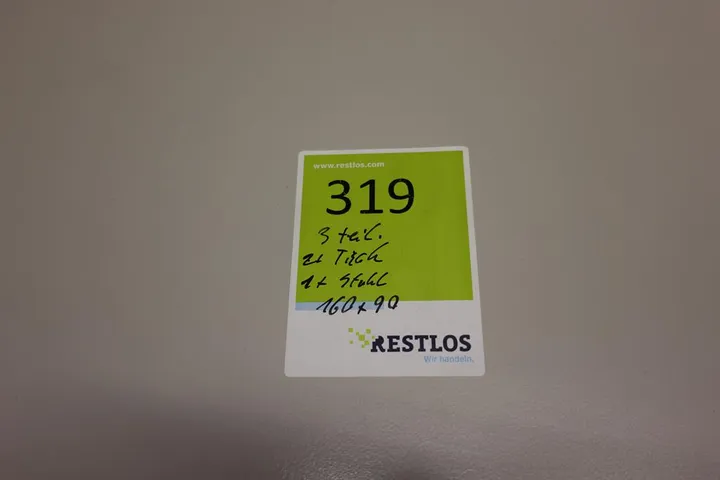 www.restlos.com
319
3 teil.
2x Tisch
1x Stuhl
160x90
RESTLOS
Wir handeln.